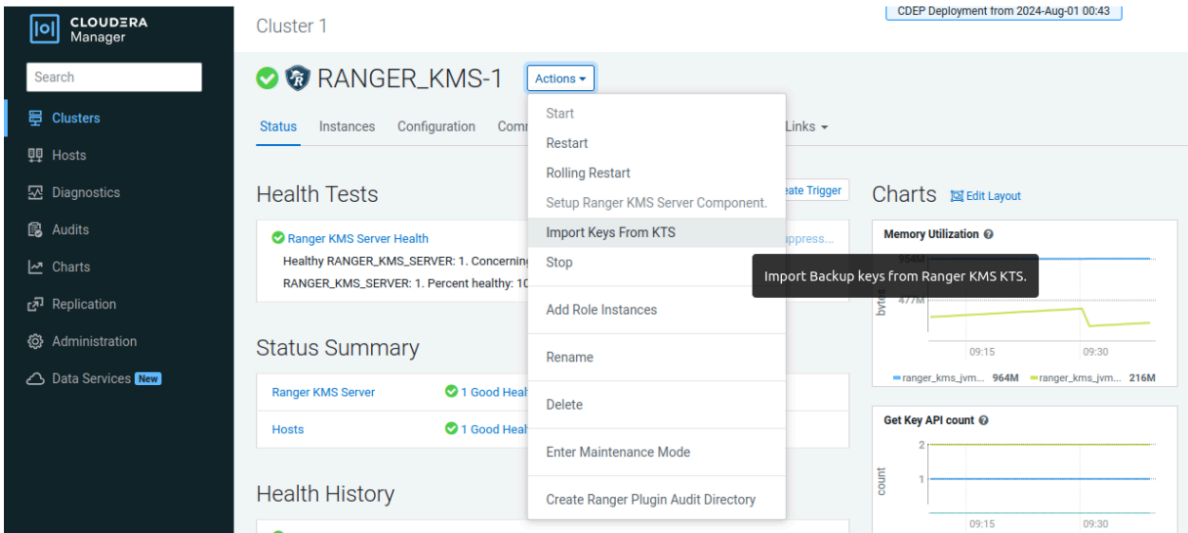 CLOUDERA
Manager
Search
Clusters
Hosts
Diagnostics
Audits
Charts
Replication
Administration
Data Services New
Cluster 1
CDEP Deployment from 2024-Aug-01 00:43
RANGER_KMS-1
Actions
Status Instances Configuration Comm Links
Start
Restart
Rolling Restart
Setup Ranger KMS Server Component.
Import Keys From KTS
Stop
Add Role Instances
Rename
Delete
Enter Maintenance Mode
Create Ranger Plugin Audit Directory
Import Backup keys from Ranger KMS KTS.
Health Tests
eate Trigger
Ranger KMS Server Health
uppress...
Healthy RANGER_KMS_SERVER: 1. Concerning
RANGER_KMS_SERVER: 1. Percent healthy: 10
Status Summary
Ranger KMS Server 1 Good Heal
Hosts 1 Good Heal
Health History
Charts Edit Layout
Memory Utilization
954M
bytes
477M
09:15 09:30
ranger_kms_jvm... 964M ranger_kms_jvm... 216M
Get Key API count
2
count
1
09:15 09:30